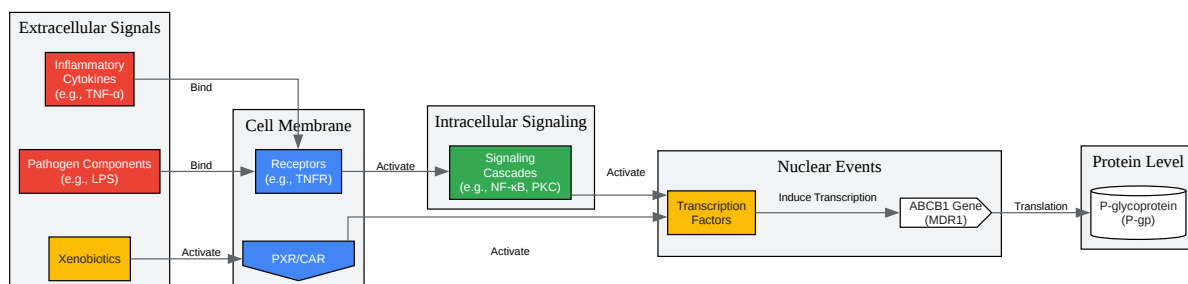 Extracellular Signals
Inflammatory
Cytokines
(e.g., TNF-α)
Bind
Pathogen Components
(e.g., LPS)
Bind
Xenobiotics
Activate
Cell Membrane
Receptors
(e.g., TNFR)
Activate
PXR/CAR
Activate
Intracellular Signaling
Signaling
Cascades
(e.g., NF-κB, PKC)
Activate
Nuclear Events
Transcription
Factors
Induce Transcription
ABCB1 Gene
(MDR1)
Translation
Protein Level
P-glycoprotein
(P-gp)